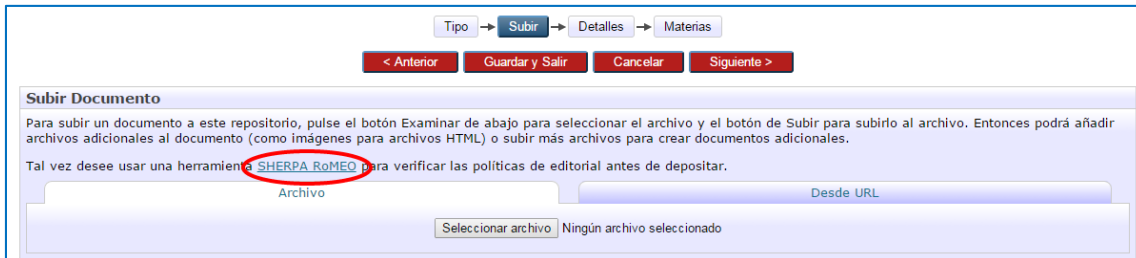 Tipo Subir Detalles Materias
< Anterior Guardar y Salir Cancelar Siguiente >
Subir Documento
Para subir un documento a este repositorio, pulse el botón Examinar de abajo para seleccionar el archivo y el botón de Subir para subirlo al archivo. Entonces podrá añadir
archivos adicionales al documento (como imágenes para archivos HTML) o subir más archivos para crear documentos adicionales.
Tal vez desee usar una herramienta SHERPA RoMEO para verificar las políticas de editorial antes de depositar.
Archivo Desde URL
Seleccionar archivo Ningún archivo seleccionado